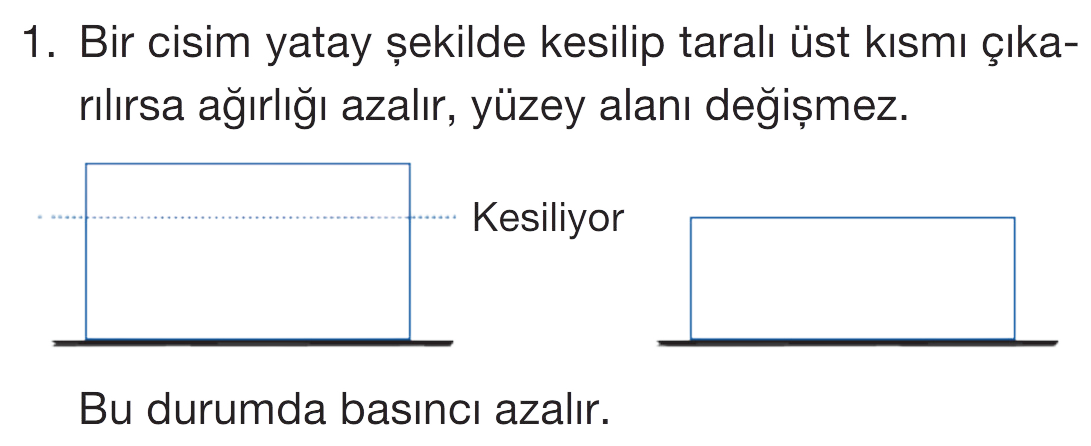 1. Bir cisim yatay şekilde kesilip taralı üst kısmı çıka-
rılırsa ağırlığı azalır, yüzey alanı değişmez.
Kesiliyor
Bu durumda basıncı azalır.